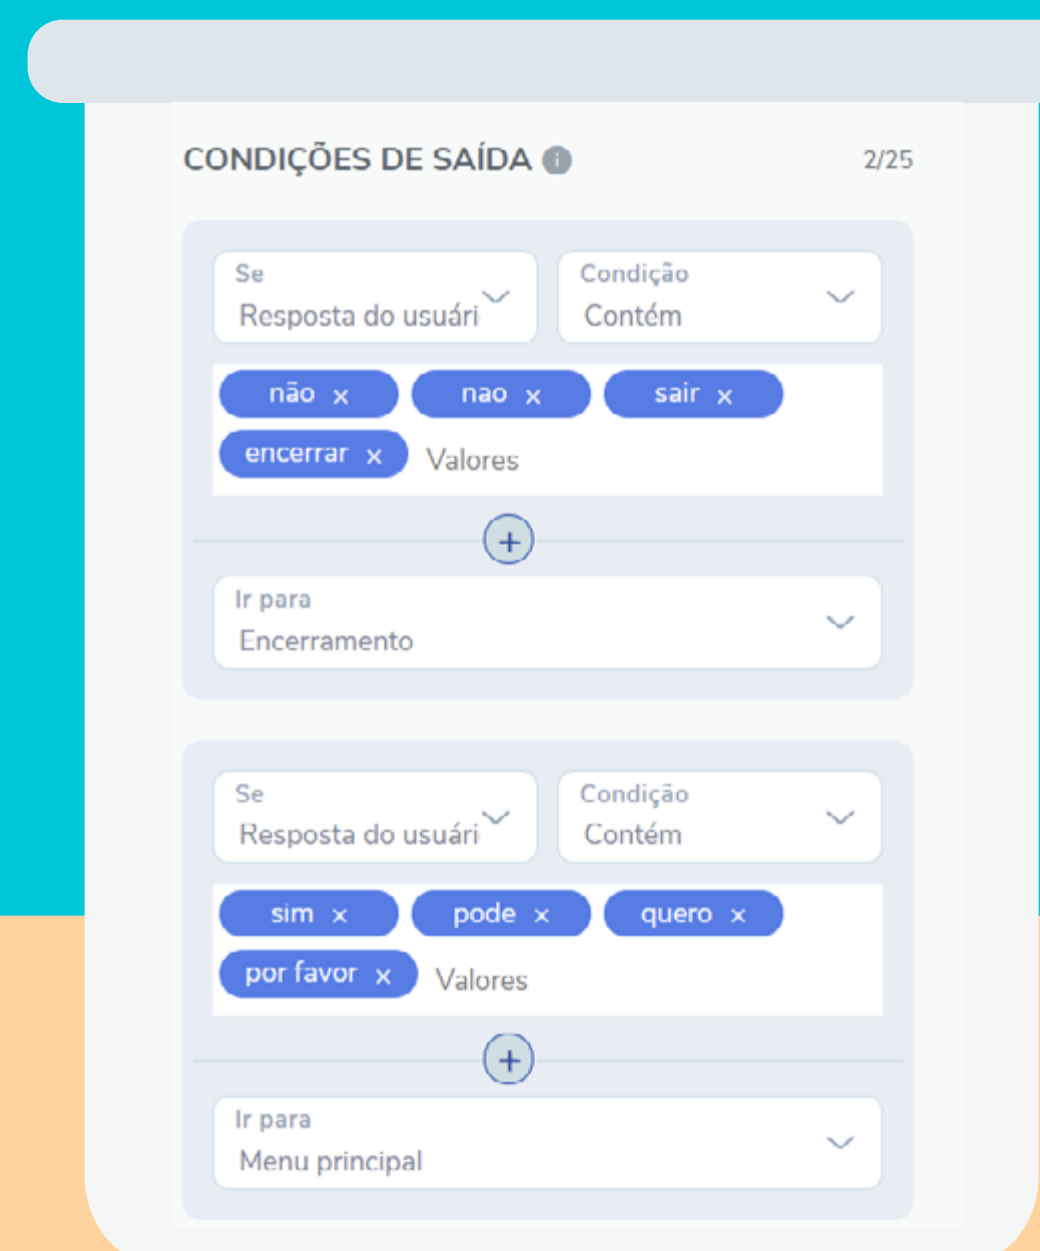 CONDIÇÕES DE SAÍDA 2/25
Se Condição
Resposta do usuári Contém
não x nao x sair x
encerrar x Valores
+
Ir para
Encerramento
Se Condição
Resposta do usuári Contém
sim x pode x quero x
por favor x Valores
+
Ir para
Menu principal